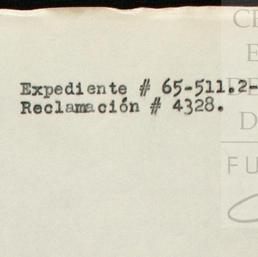 Expediente # 65-511.2-
Reclamación # 4328.